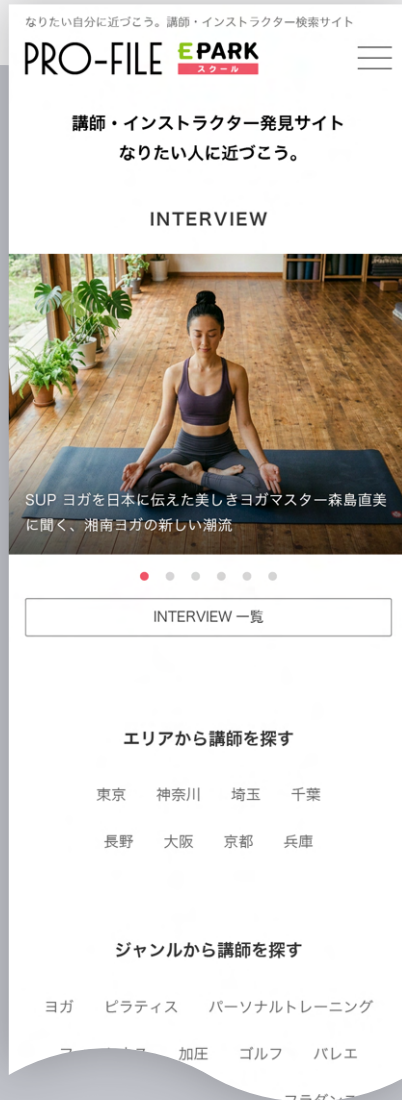 なりたい自分に近づこう。講師・インストラクター検索サイト
PRO-FILE EPARK
スクール
講師・インストラクター発見サイト
なりたい人に近づこう。
INTERVIEW
SUP ヨガを日本に伝えた美しきヨガマスター森島直美
に聞く、湘南ヨガの新しい潮流
INTERVIEW 一覧
エリアから講師を探す
東京 神奈川 埼玉 千葉
長野 大阪 京都 兵庫
ジャンルから講師を探す
ヨガ ピラティス パーソナルトレーニング
加圧 ゴルフ バレエ